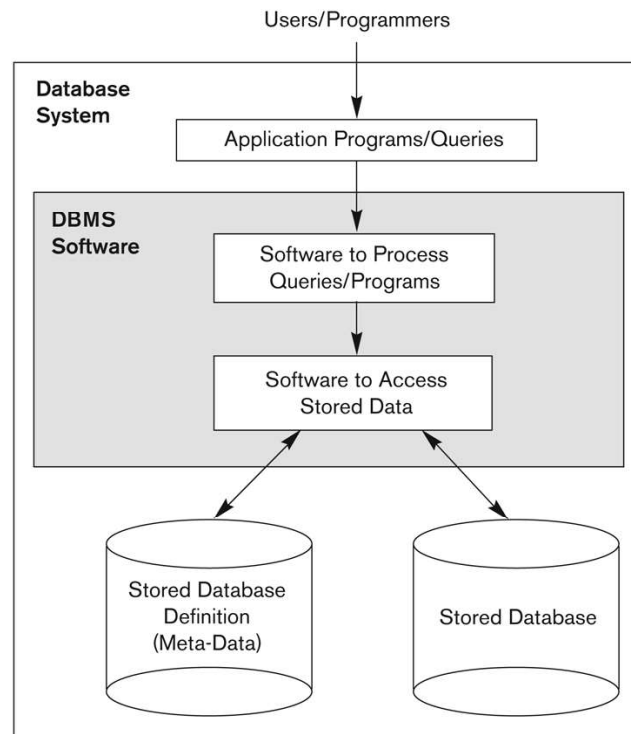 Users/Programmers
Database
System
Application Programs/Queries
DBMS
Software
Software to Process
Queries/Programs
Software to Access
Stored Data
Stored Database
Definition
(Meta-Data)
Stored Database